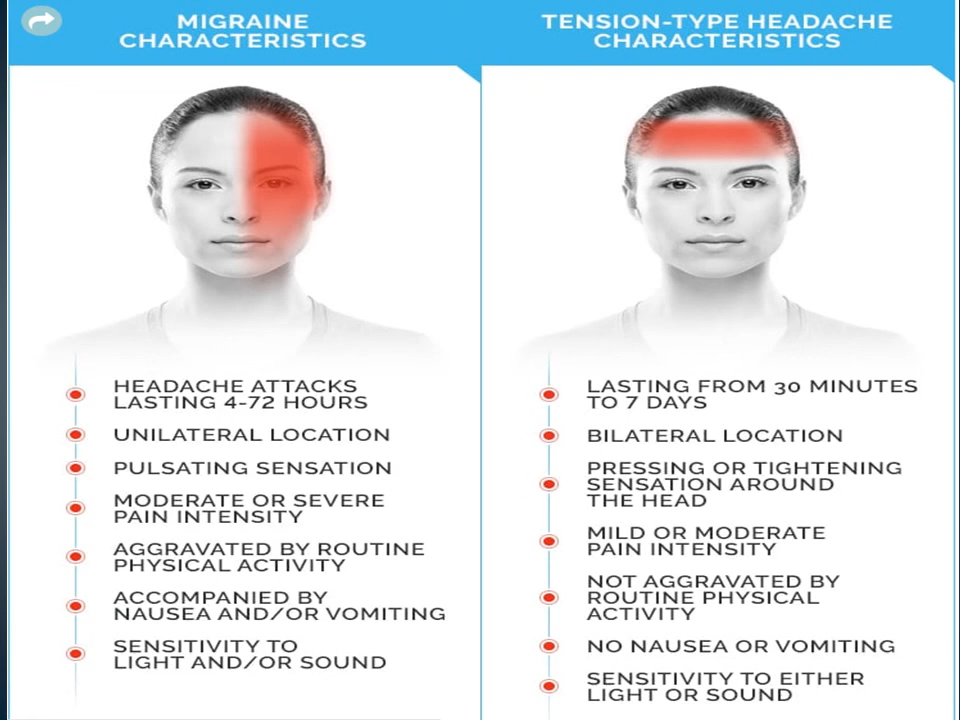 MIGRAINE
CHARACTERISTICS
HEADACHE ATTACKS
LASTING 4-72 HOURS
UNILATERAL LOCATION
PULSATING SENSATION
MODERATE OR SEVERE
PAIN INTENSITY
AGGRAVATED BY ROUTINE
PHYSICAL ACTIVITY
ACCOMPANIED BY
NAUSEA AND/OR VOMITING
SENSITIVITY TO
LIGHT AND/OR SOUND
TENSION-TYPE HEADACHE
CHARACTERISTICS
LASTING FROM 30 MINUTES
TO 7 DAYS
BILATERAL LOCATION
PRESSING OR TIGHTENING
SENSATION AROUND
THE HEAD
MILD OR MODERATE
PAIN INTENSITY
NOT AGGRAVATED BY
ROUTINE PHYSICAL
ACTIVITY
NO NAUSEA OR VOMITING
SENSITIVITY TO EITHER
LIGHT OR SOUND